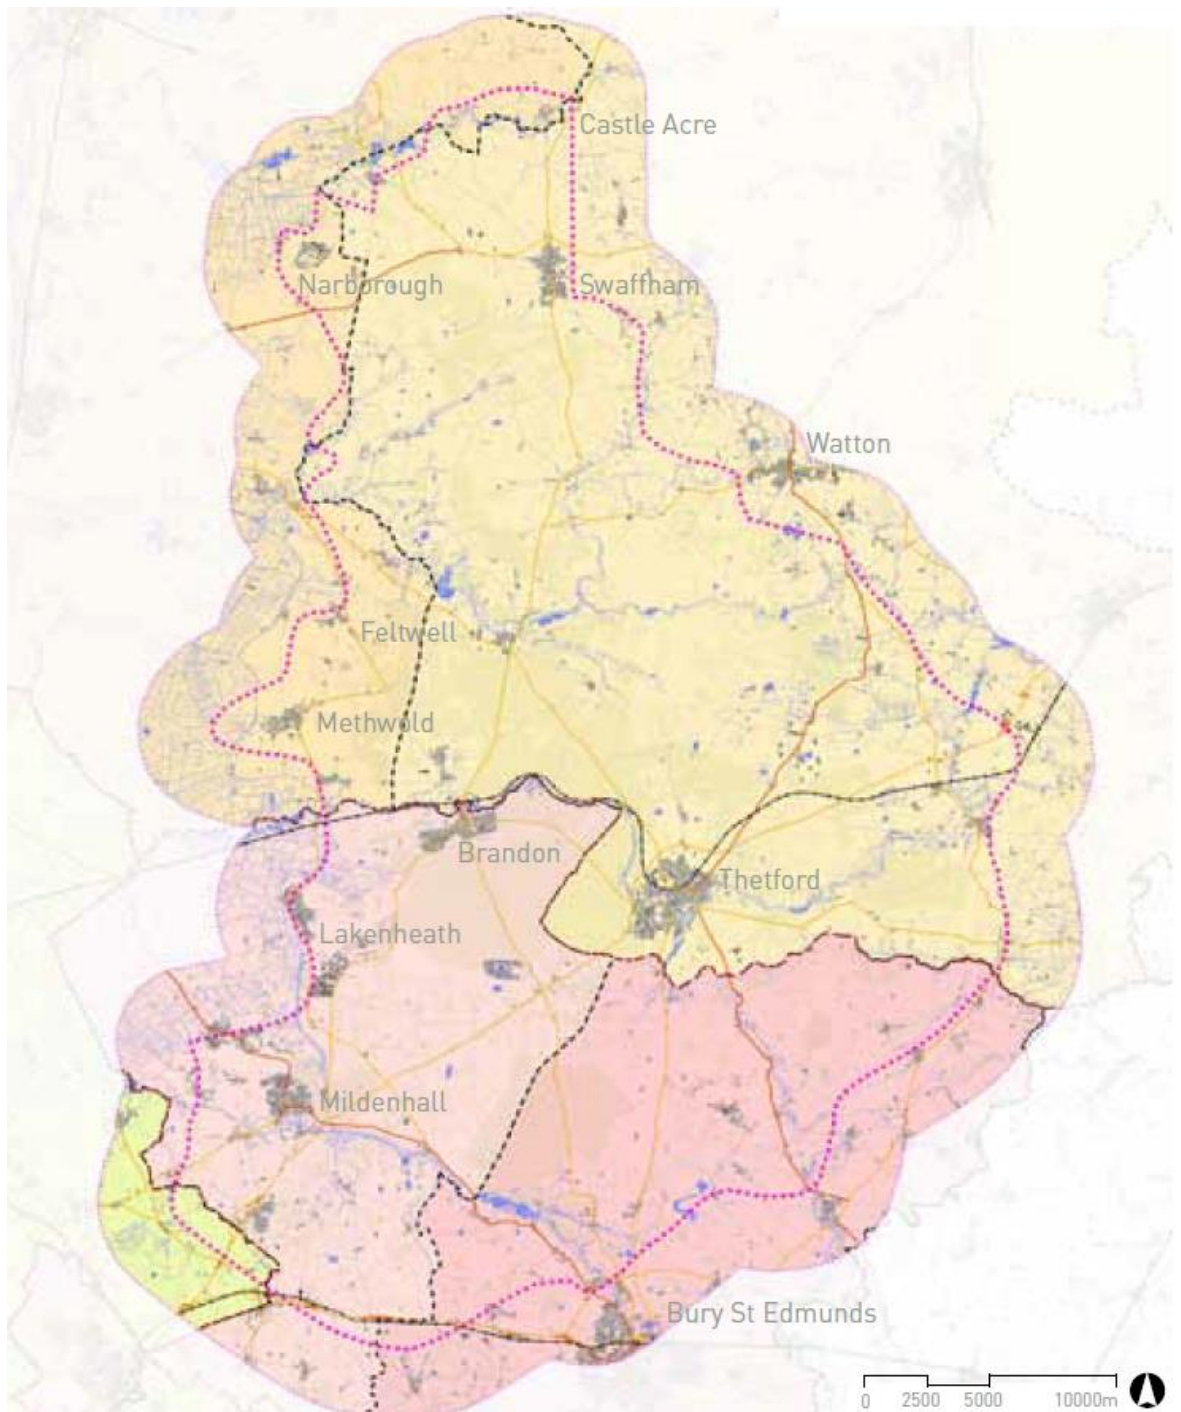 Castle Acre
Narborough
Swaffham
Watton
Feltwell
Methwold
Brandon
Thetford
Lakenheath
Mildenhall
Bury St Edmunds
0 2500 5000 10000m